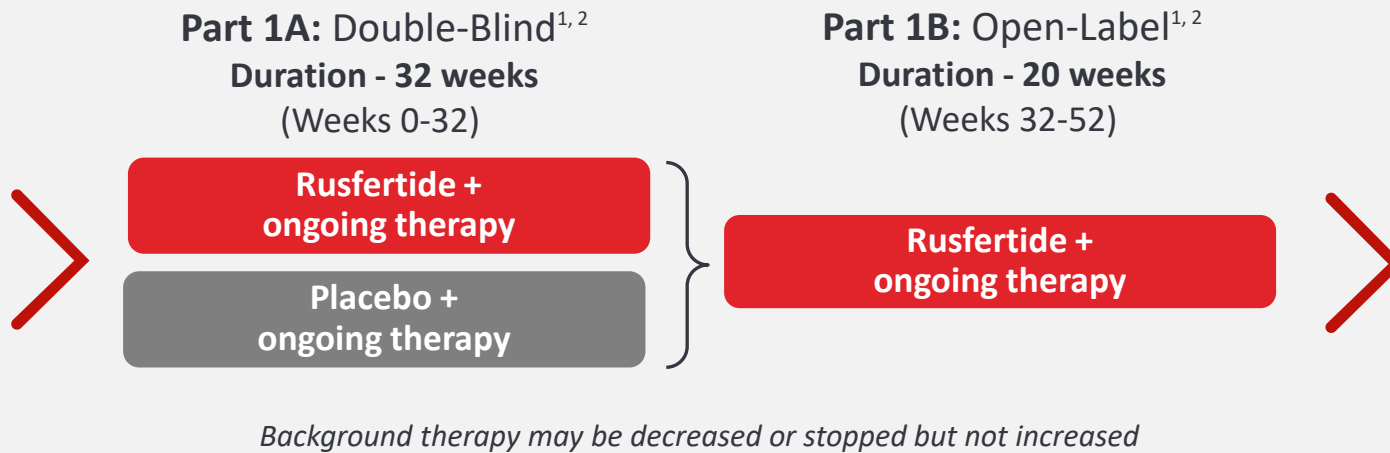 Part 1A: Double-Blind1, 2
Duration - 32 weeks
(Weeks 0-32)
Rusfertide +
ongoing therapy
Placebo +
ongoing therapy
Part 1B: Open-Label1, 2
Duration - 20 weeks
(Weeks 32-52)
Rusfertide +
ongoing therapy
Background therapy may be decreased or stopped but not increased